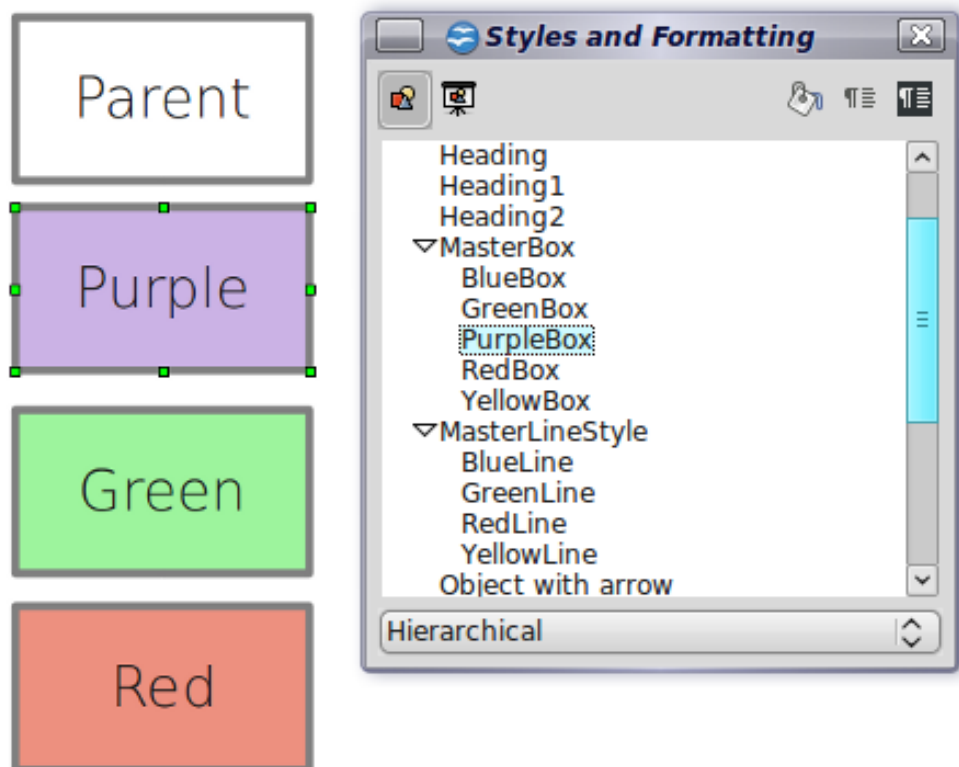 Parent
Purple
Green
Red
Styles and Formatting
Heading
Heading1
Heading2
MasterBox
BlueBox
GreenBox
PurpleBox
RedBox
YellowBox
MasterLineStyle
BlueLine
GreenLine
RedLine
YellowLine
Object with arrow
Hierarchical